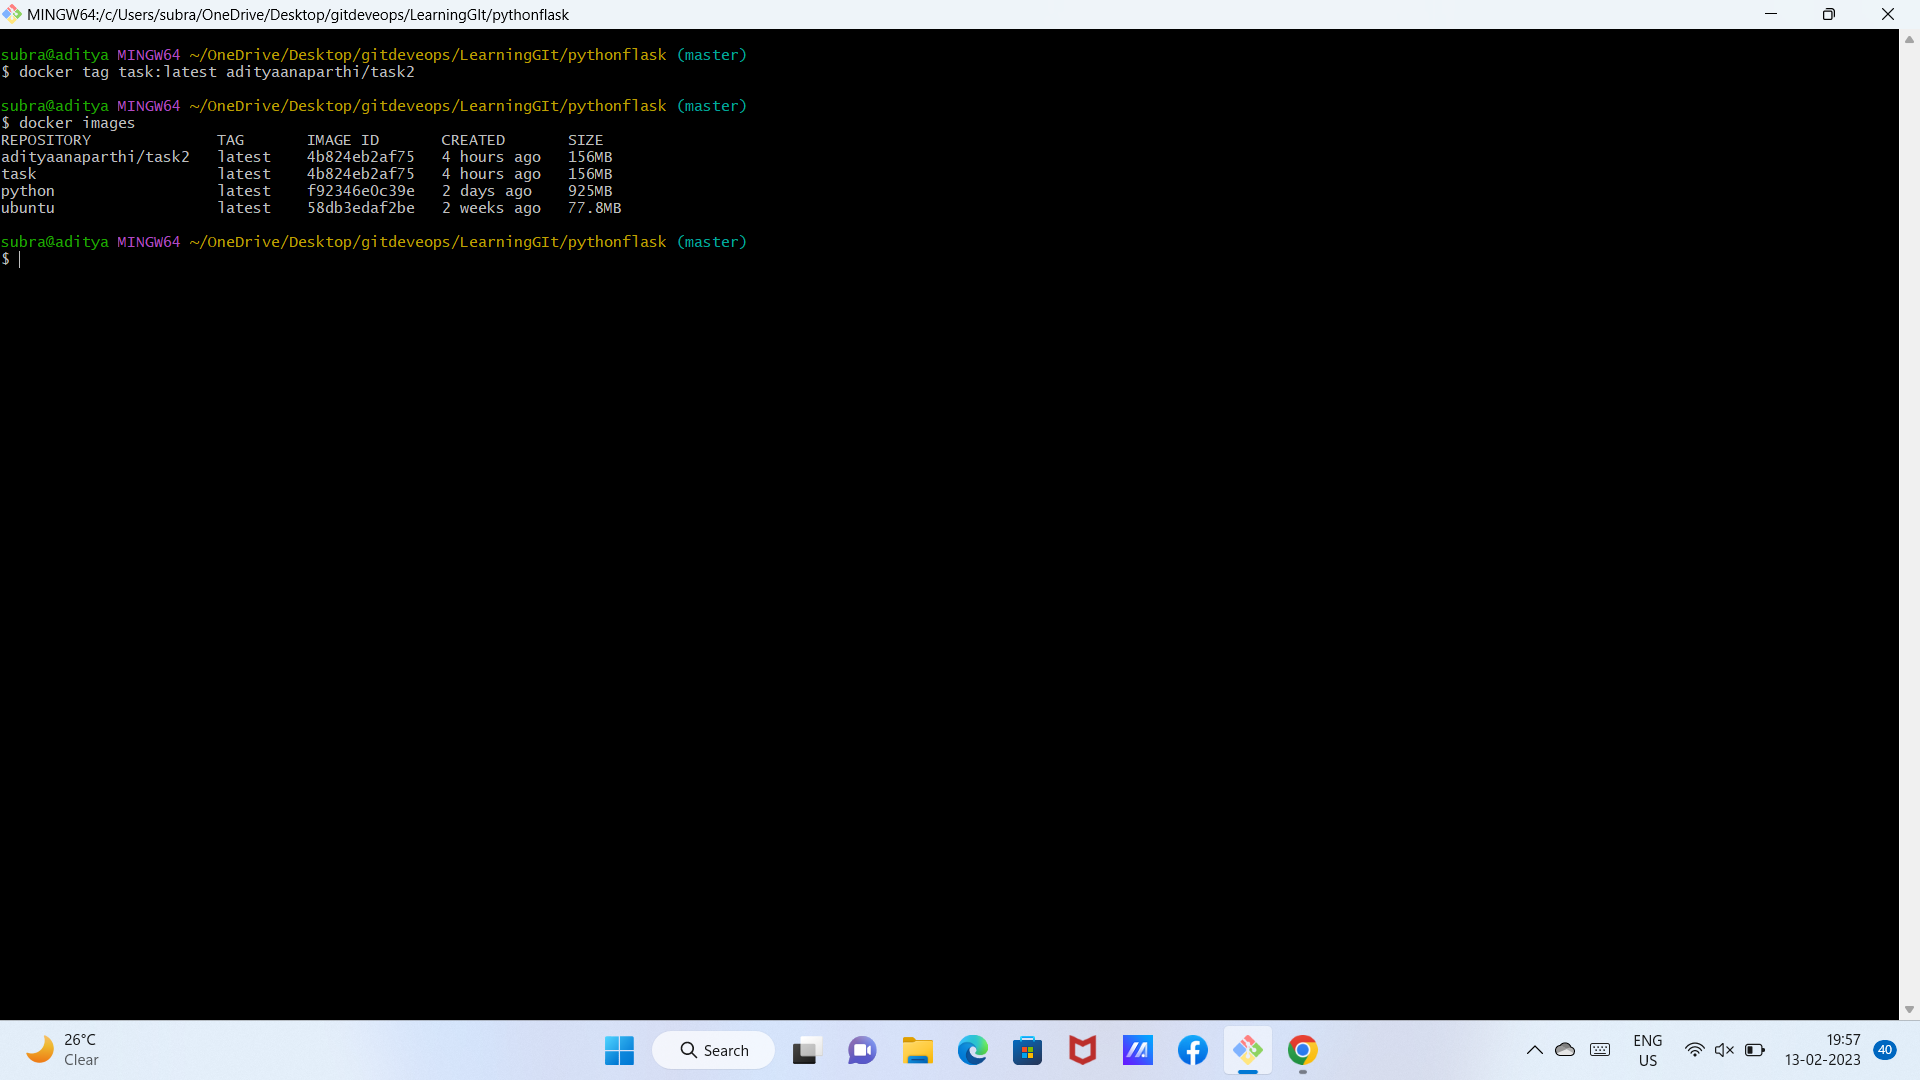 MINGW64:/c/Users/subra/OneDrive/Desktop/gitdeveops/LearningGIt/pythonflask
subra@aditya MINGW64 ~/OneDrive/Desktop/gitdeveops/LearningGIt/pythonflask (master)
$ docker tag task:latest adityaanaparthi/task2
subra@aditya MINGW64 ~/OneDrive/Desktop/gitdeveops/LearningGIt/pythonflask (master)
$ docker images
REPOSITORY TAG IMAGE ID CREATED SIZE
adityaanaparthi/task2 latest 4b824eb2af75 4 hours ago 156MB
task latest 4b824eb2af75 4 hours ago 156MB
python latest f92346e0c39e 2 days ago 925MB
ubuntu latest 58db3edaf2be 2 weeks ago 77.8MB
subra@aditya MINGW64 ~/OneDrive/Desktop/gitdeveops/LearningGIt/pythonflask (master)
$
26°C
Clear
Search
ENG
US
19:57
13-02-2023
40